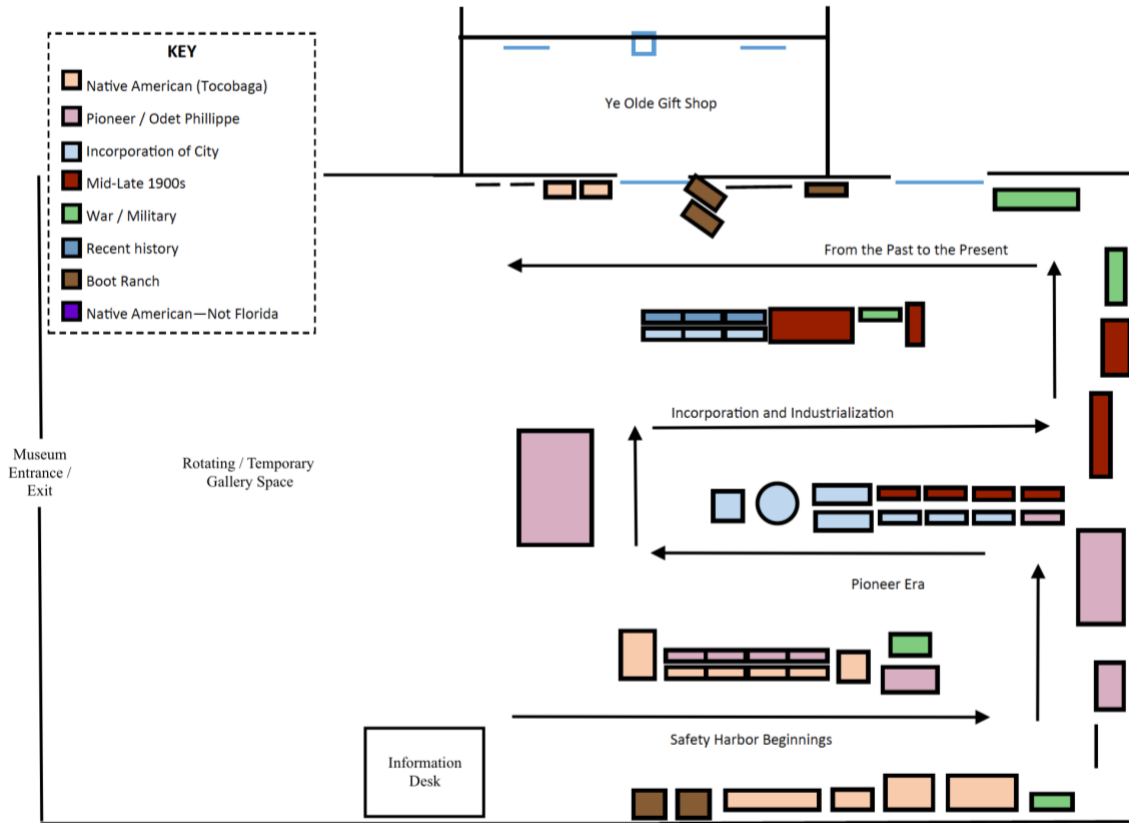 KEY
Native American (Tocobaga)
Pioneer / Odet Phillippe
Incorporation of City
Mid-Late 1900s
War / Military
Recent history
Boot Ranch
Native American—Not Florida
Ye Olde Gift Shop
From the Past to the Present
Incorporation and Industrialization
Museum
Entrance /
Exit
Rotating / Temporary
Gallery Space
Pioneer Era
Safety Harbor Beginnings
Information
Desk